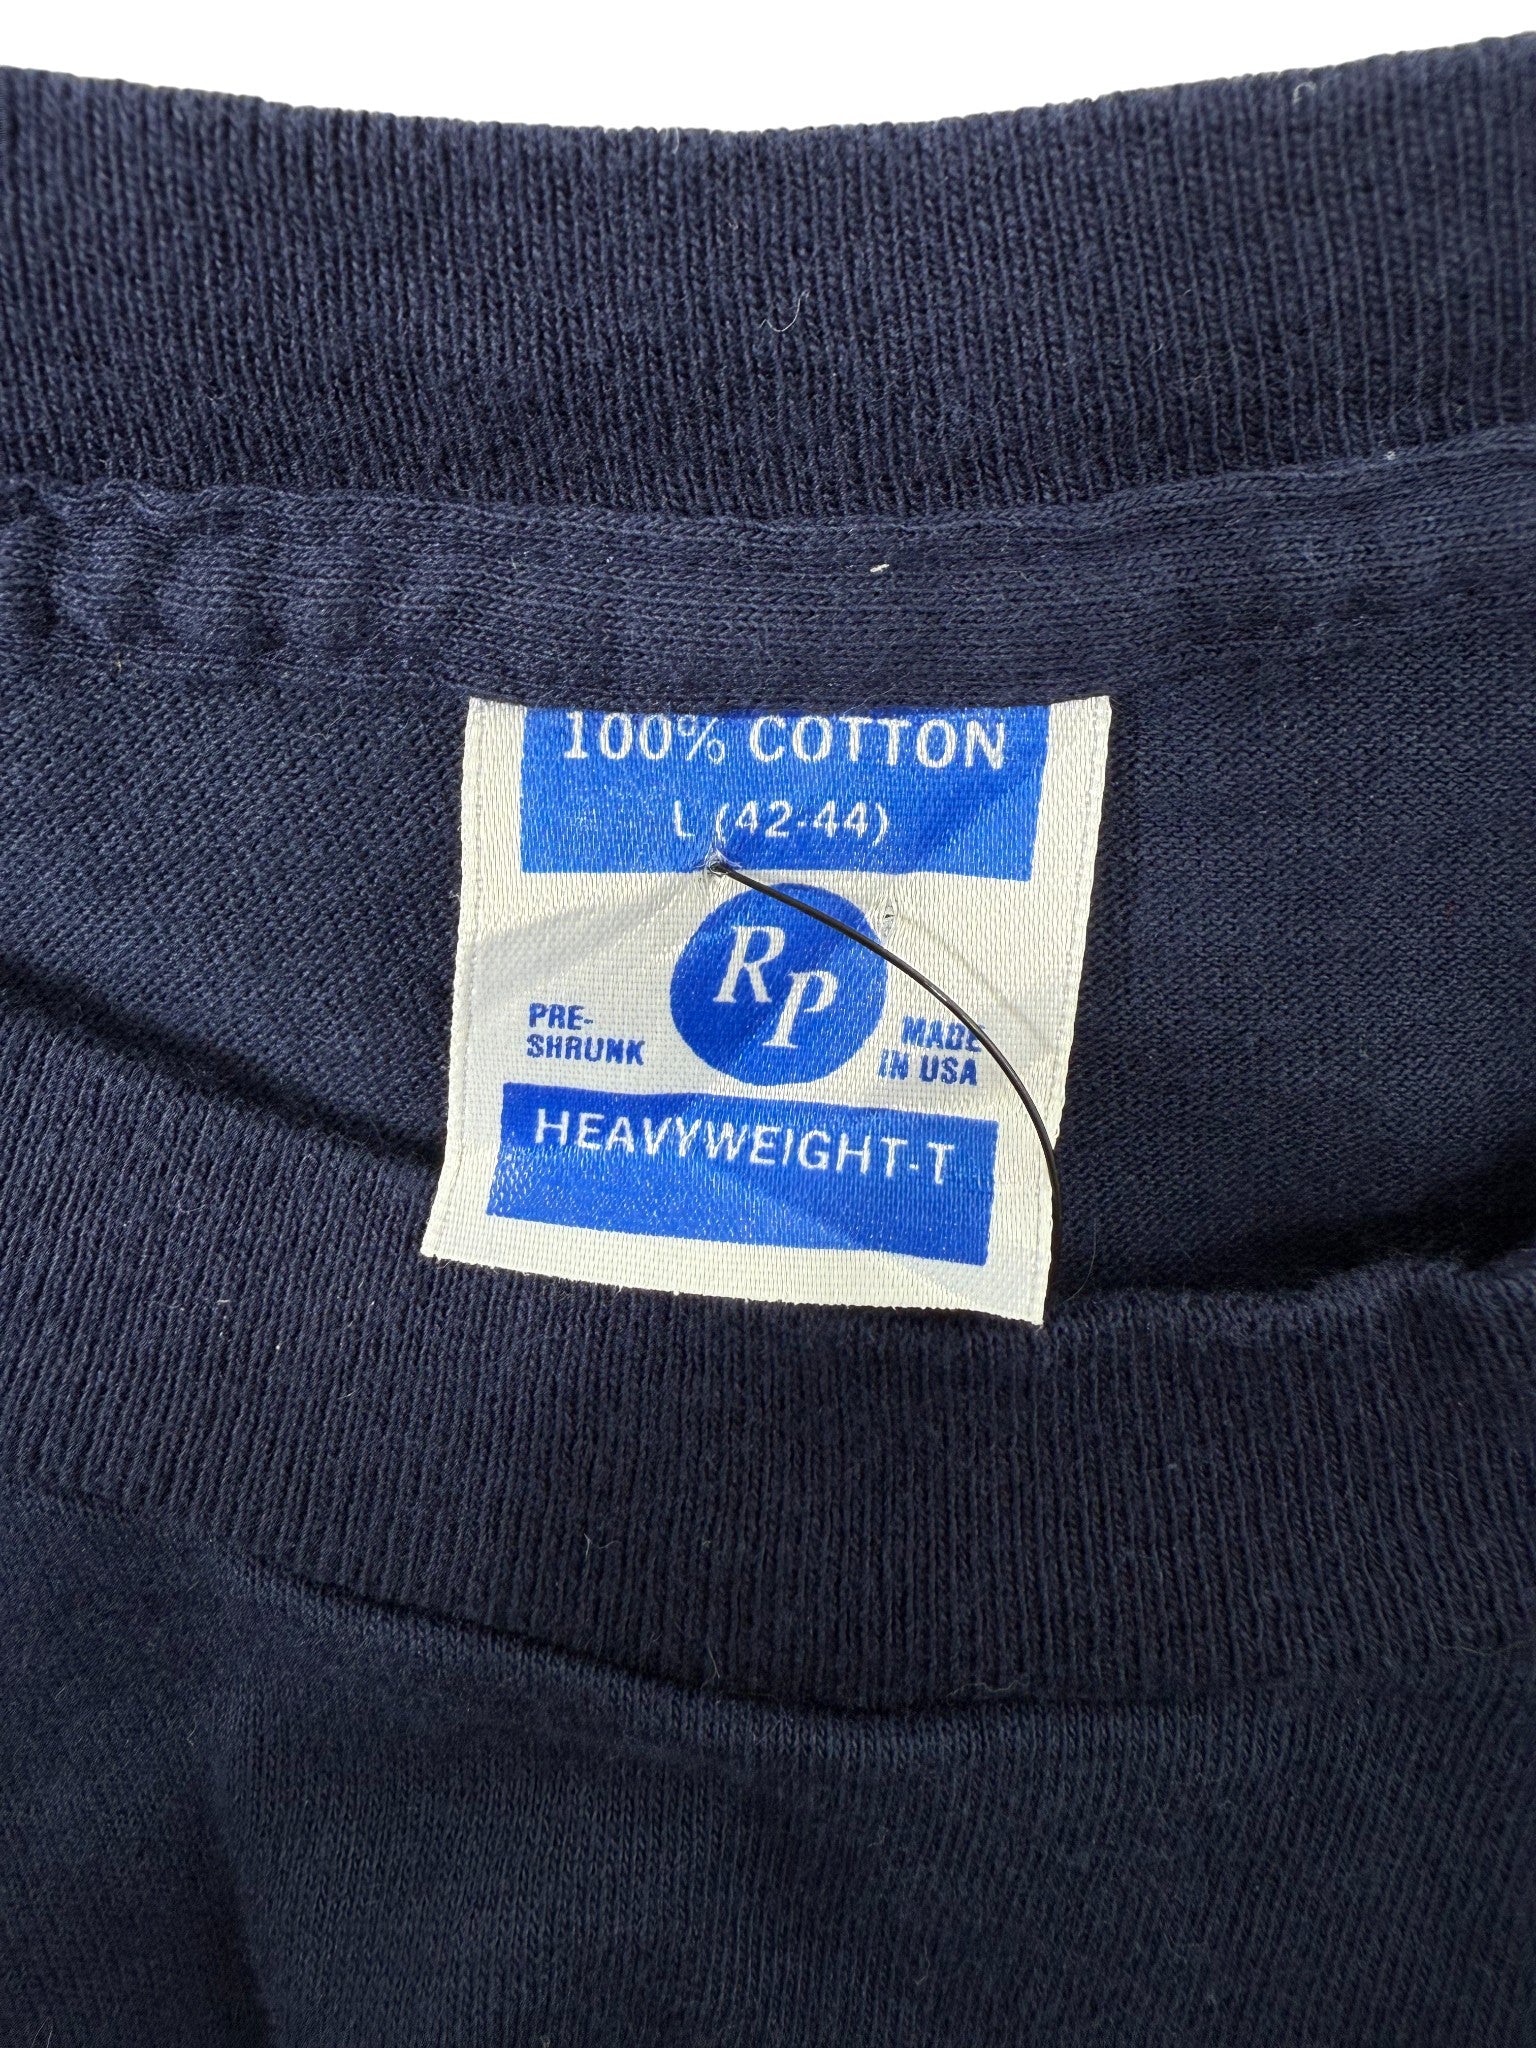 100% COTTON
L (42-44)
RP
PRE-
SHRUNK
MADE
IN USA
HEAVYWEIGHT-T